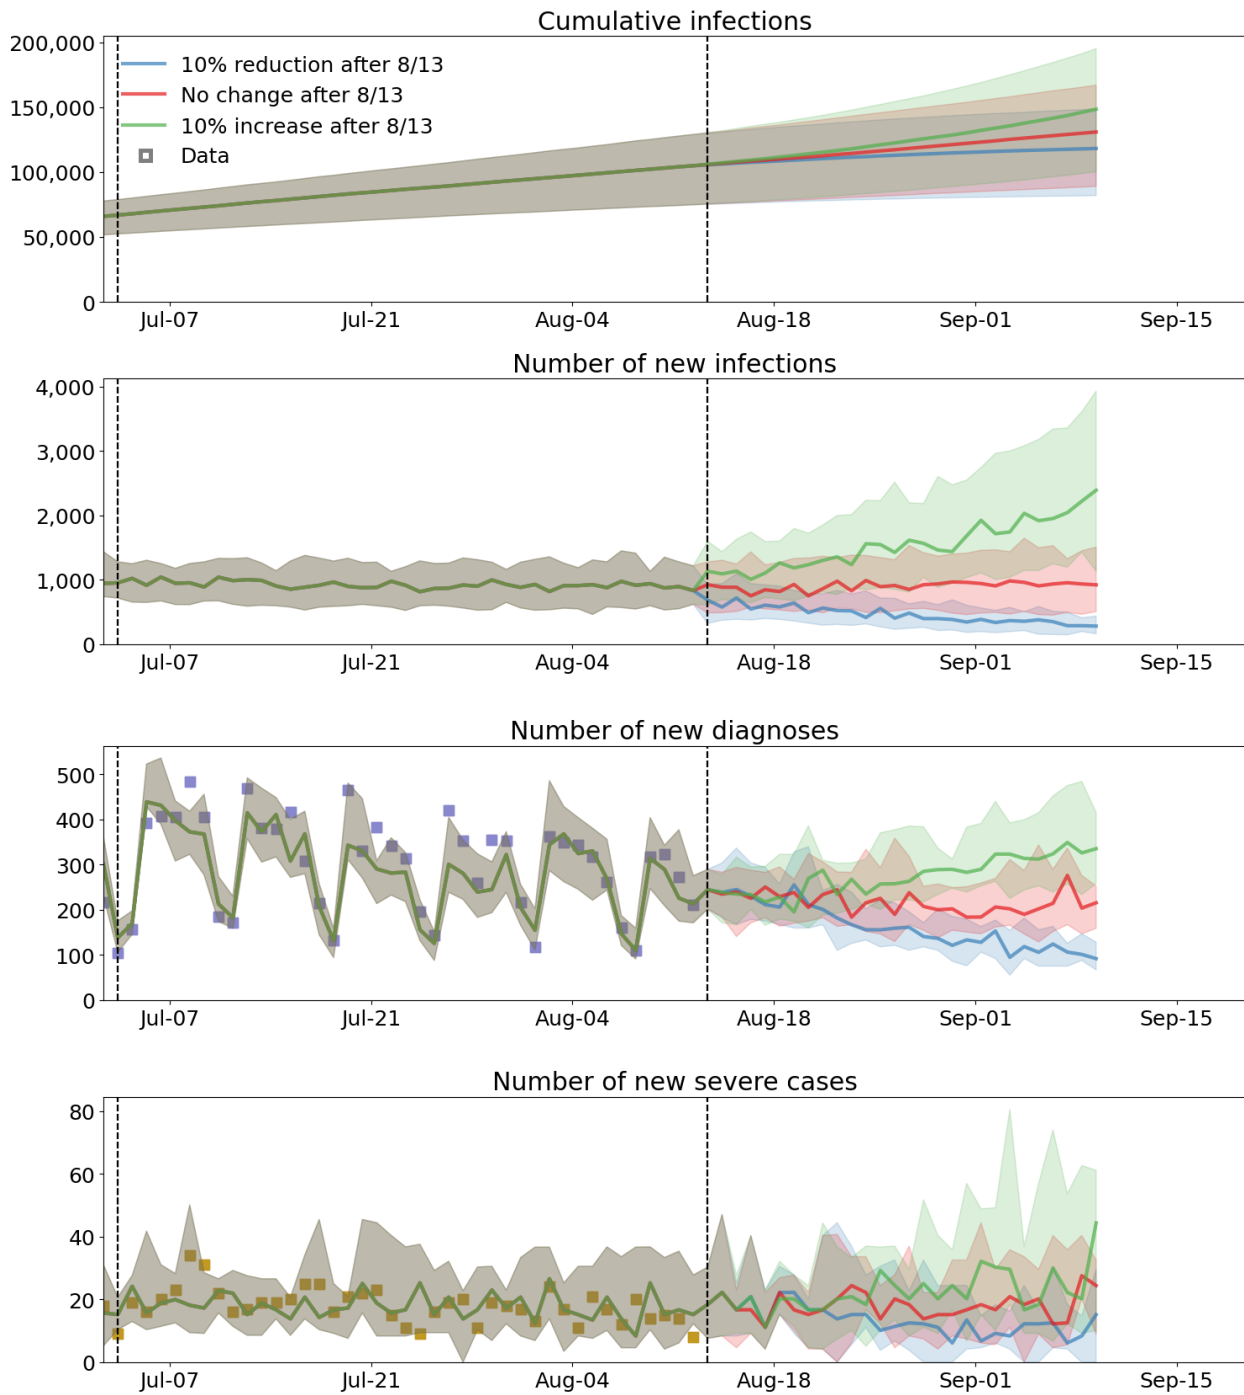 Cumulative infections
200,000
150,000
100,000
50,000
0
10% reduction after 8/13
No change after 8/13
10% increase after 8/13
Data
Jul-07 Jul-21 Aug-04 Aug-18 Sep-01 Sep-15
Number of new infections
4,000
3,000
2,000
1,000
0
Jul-07 Jul-21 Aug-04 Aug-18 Sep-01 Sep-15
Number of new diagnoses
500
400
300
200
100
0
Jul-07 Jul-21 Aug-04 Aug-18 Sep-01 Sep-15
Number of new severe cases
80
60
40
20
0
Jul-07 Jul-21 Aug-04 Aug-18 Sep-01 Sep-15